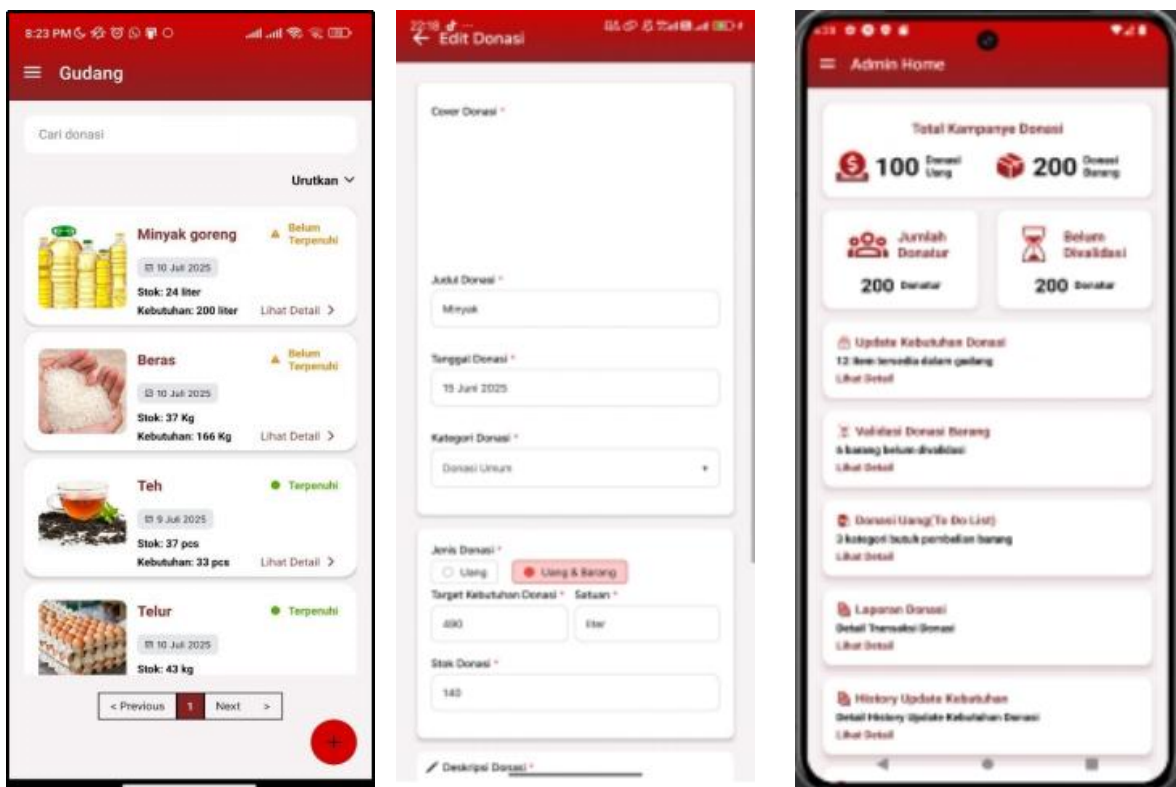 8:23 PM
Gudang
Cari donasi
Urutkan
Minyak goreng
Belum
Terpenuhi
10 Juli 2025
Stok: 24 liter
Kebutuhan: 200 liter
Lihat Detail >
Beras
Belum
Terpenuhi
10 Juli 2025
Stok: 37 Kg
Kebutuhan: 166 Kg
Lihat Detail >
Teh
Terpenuhi
9 Juli 2025
Stok: 37 pcs
Kebutuhan: 33 pcs
Lihat Detail >
Telur
Terpenuhi
10 Juli 2025
Stok: 43 kg
< Previous 1 Next >
+
22:18
Edit Donasi
Cover Donasi *
Judul Donasi *
Minyak
Tanggal Donasi *
15 Juni 2025
Kategori Donasi *
Donasi Umum
Jenis Donasi *
Uang
Uang & Barang
Target Kebutuhan Donasi * Satuan *
490 liter
Stok Donasi *
140
Deskripsi Donasi *
Admin Home
Total Kampanye Donasi
100 Donasi Uang
200 Donasi Barang
Jumlah
Donatur
200 Donatur
Belum
Divalidasi
200 Donatur
Update Kebutuhan Donasi
12 item tersedia dalam gudang
Lihat Detail
Validasi Donasi Barang
6 barang belum divalidasi
Lihat Detail
Donasi Uang(To Do List)
3 kategori butuh pembelian barang
Lihat Detail
Laporan Donasi
Detail Transaksi Donasi
Lihat Detail
History Update Kebutuhan
Detail History Update Kebutuhan Donasi
Lihat Detail